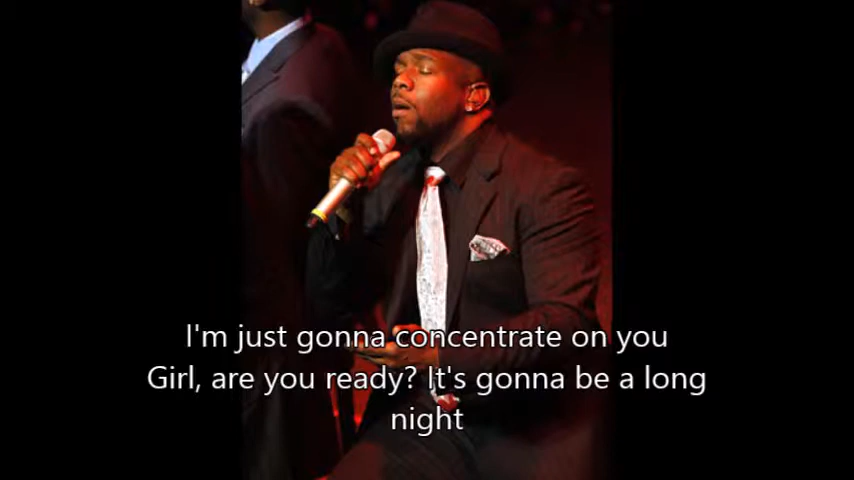 I'm just gonna concentrate on you
Girl, are you ready? It's gonna be a long
night